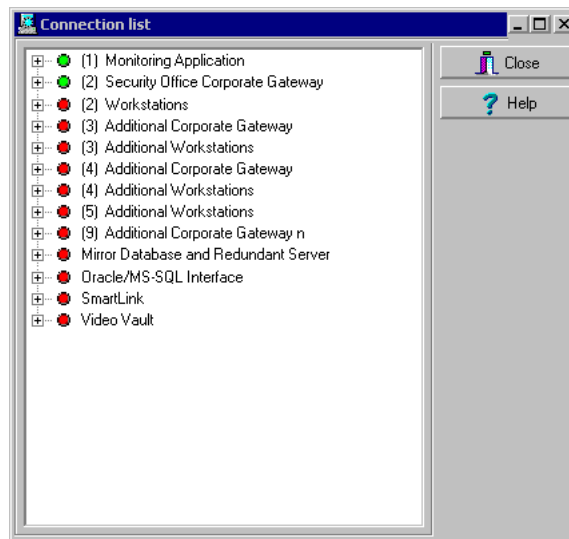 Connection list
(1) Monitoring Application
(2) Security Office Corporate Gateway
(2) Workstations
(3) Additional Corporate Gateway
(3) Additional Workstations
(4) Additional Corporate Gateway
(4) Additional Workstations
(5) Additional Workstations
(9) Additional Corporate Gateway n
Mirror Database and Redundant Server
Oracle/MS-SQL Interface
SmartLink
Video Vault
Close
Help